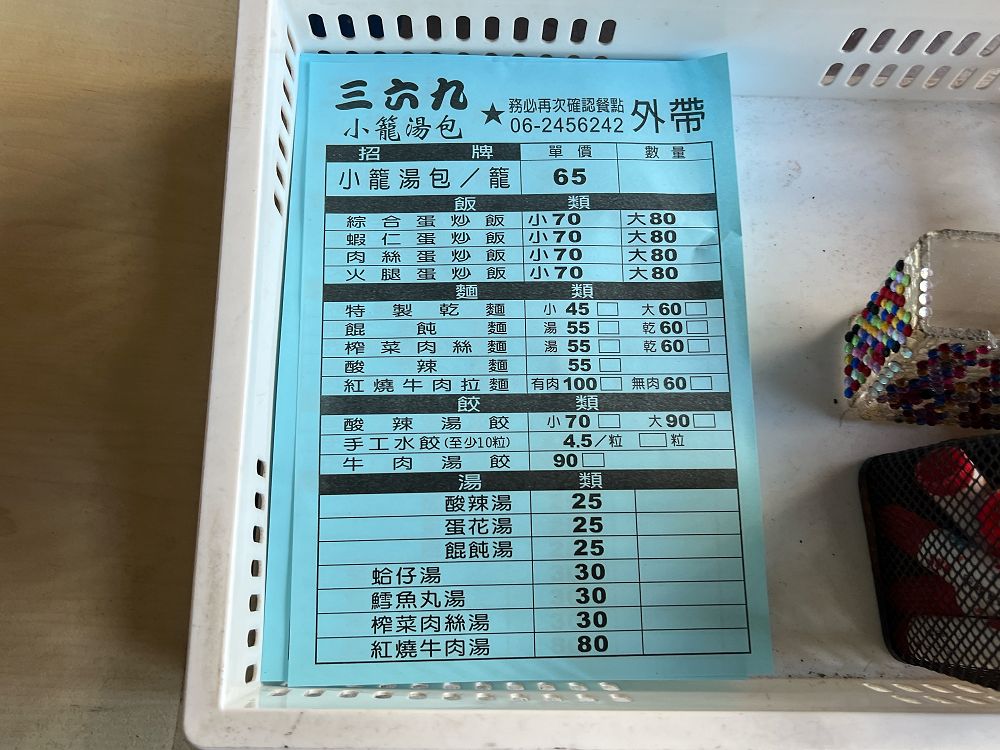 三六九
小籠湯包
★ 務必再次確認餐點
06-2456242
外帶
招牌 單價 數量
小籠湯包／籠 65
飯類
綜合蛋炒飯 小70 大80
蝦仁蛋炒飯 小70 大80
肉絲蛋炒飯 小70 大80
火腿蛋炒飯 小70 大80
麵類
特製乾麵 小 45 □ 大60□
餛飩麵 湯 55 □ 乾60□
榨菜肉絲麵 湯 55 □ 乾60□
酸辣麵 55 □
紅燒牛肉拉麵 有肉100□ 無肉60□
餃類
酸辣湯餃 小70□ 大90□
手工水餃(至少10粒) 4.5／粒 □粒
牛肉湯餃 90□
湯類
酸辣湯 25
蛋花湯 25
餛飩湯 25
蛤仔湯 30
鱈魚丸湯 30
榨菜肉絲湯 30
紅燒牛肉湯 80